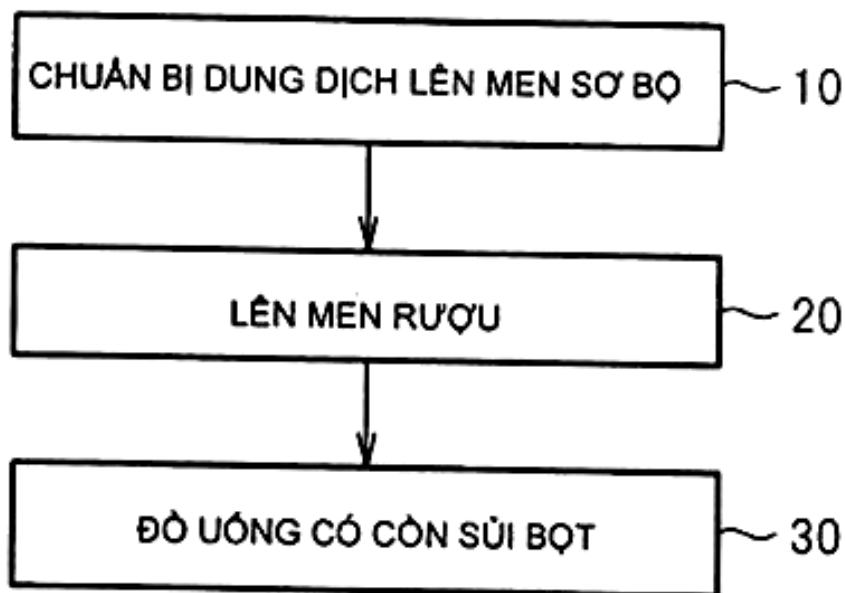 CHUẨN BỊ DUNG DỊCH LÊN MEN SƠ BỘ 10
LÊN MEN RƯỢU 20
ĐỒ UỐNG CÓ CỒN SỦI BỌT 30